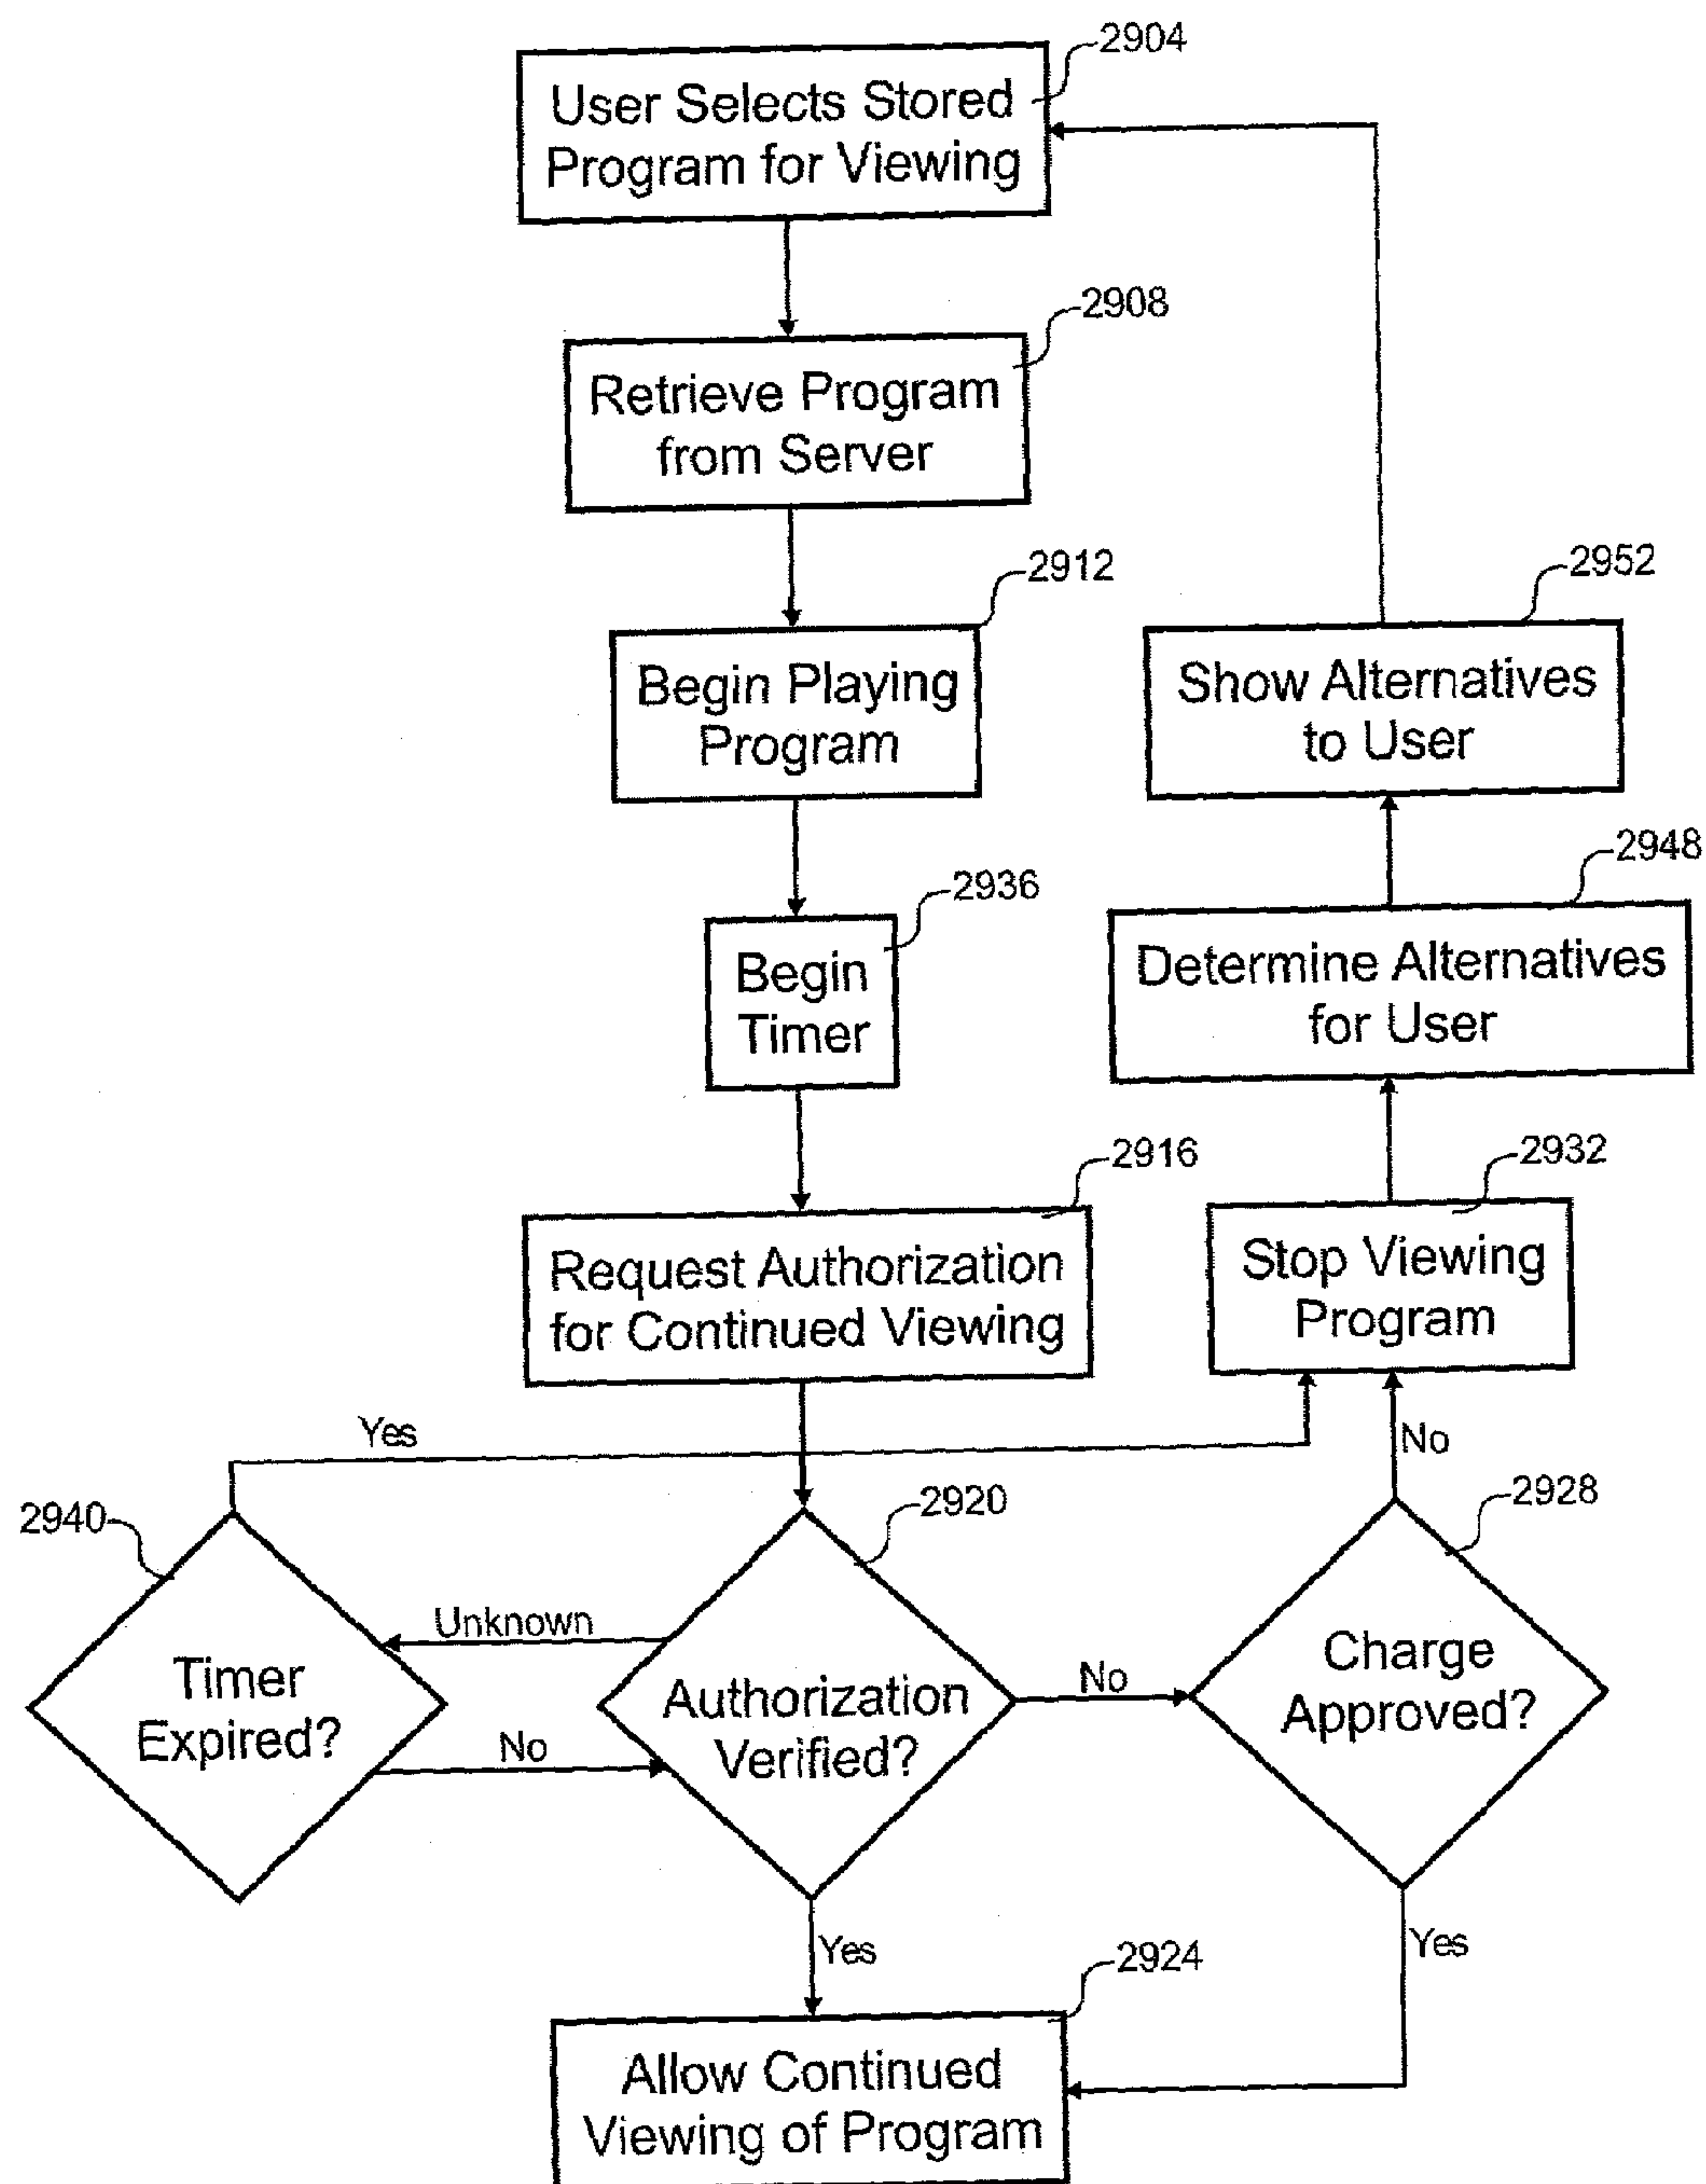 2904
User Selects Stored
Program for Viewing
2908
Retrieve Program
from Server
2912
Begin Playing
Program
2952
Show Alternatives
to User
2936
Begin
Timer
2948
Determine Alternatives
for User
2916
Request Authorization
for Continued Viewing
2932
Stop Viewing
Program
Yes
No
2940
2920
2928
Unknown
Timer
Expired?
No
Authorization
Verified?
No
Charge
Approved?
Yes
Yes
2924
Allow Continued
Viewing of Program